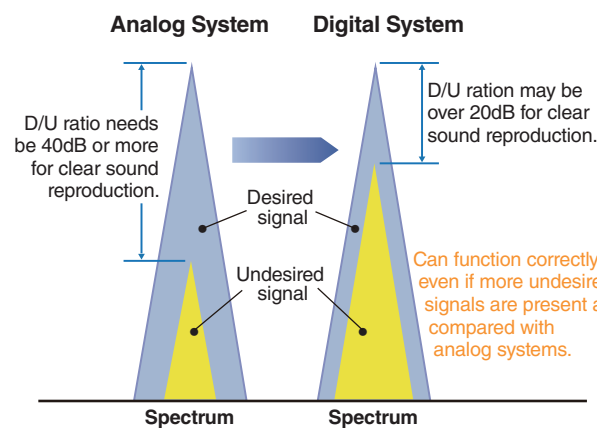 Analog System
Digital System
D/U ratio needs
be 40dB or more
for clear sound
reproduction.
D/U ration may be
over 20dB for clear
sound reproduction.
Desired
signal
Undesired
signal
Can function correctly
even if more undesire
signals are present a
compared with
analog systems.
Spectrum
Spectrum